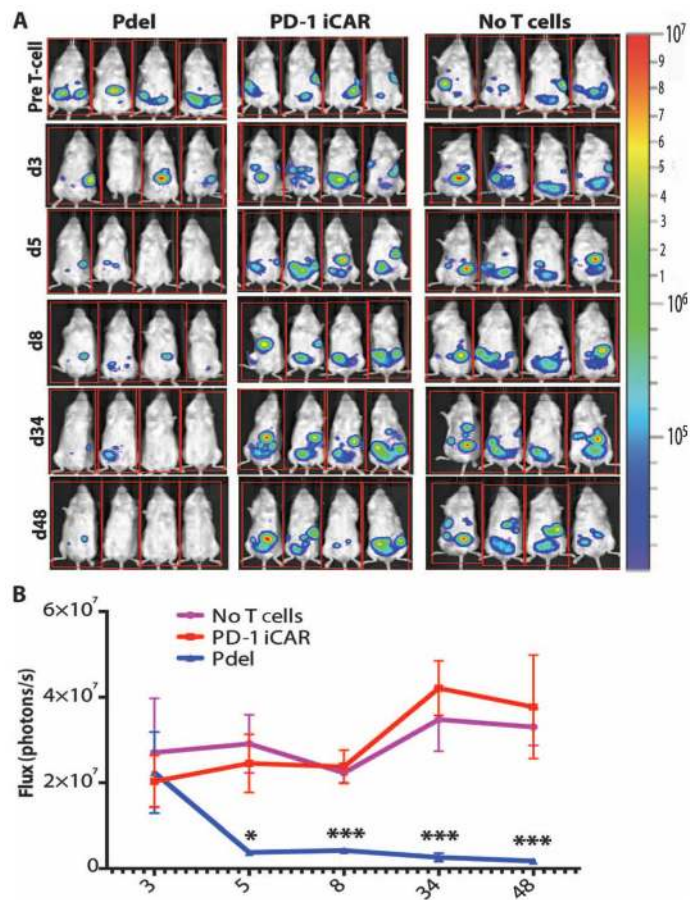 A
Pdel
PD-1 iCAR
No T cells
Pre T-cell
d3
d5
d8
d34
d48
10⁷
9
8
7
6
5
4
3
2
1
10⁶
10⁵
B
6×10⁷
4×10⁷
2×10⁷
0
Flux (photons/s)
No T cells
PD-1 iCAR
Pdel
*
***
***
***
3
5
8
34
48